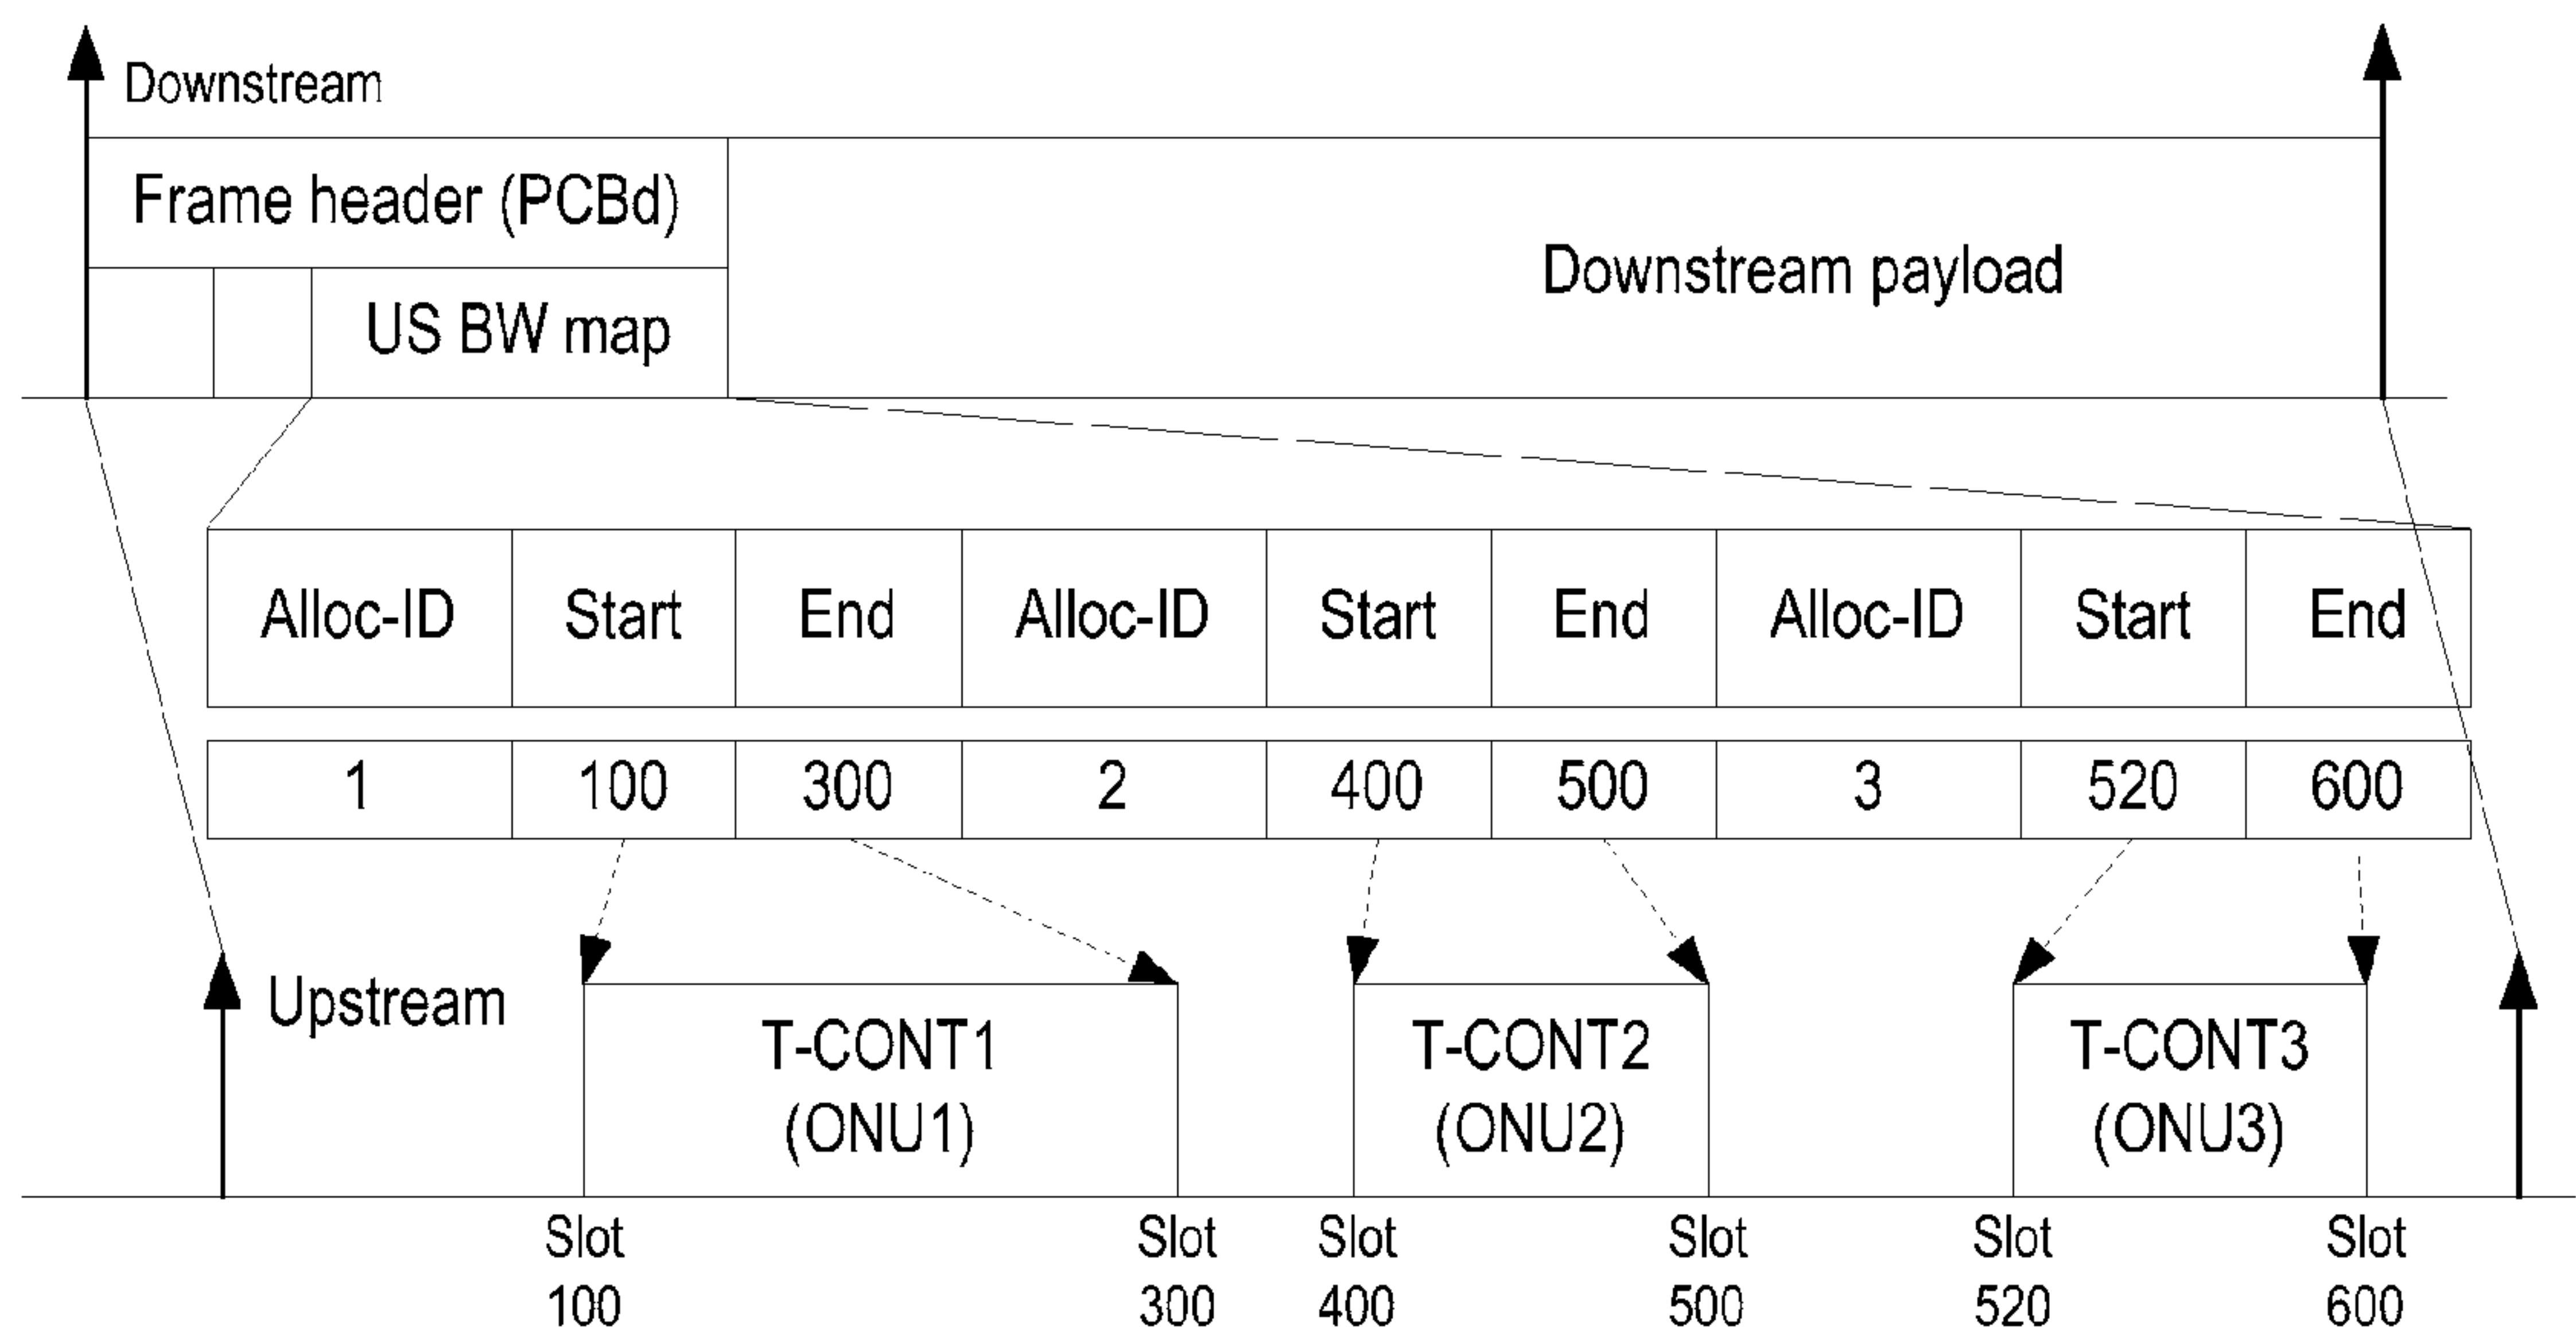 Downstream
Frame header (PCBd)
Downstream payload
US BW map
Alloc-ID Start End Alloc-ID Start End Alloc-ID Start End
1 100 300 2 400 500 3 520 600
Upstream
T-CONT1 T-CONT2 T-CONT3
(ONU1) (ONU2) (ONU3)
Slot Slot Slot Slot Slot Slot
100 300 400 500 520 600